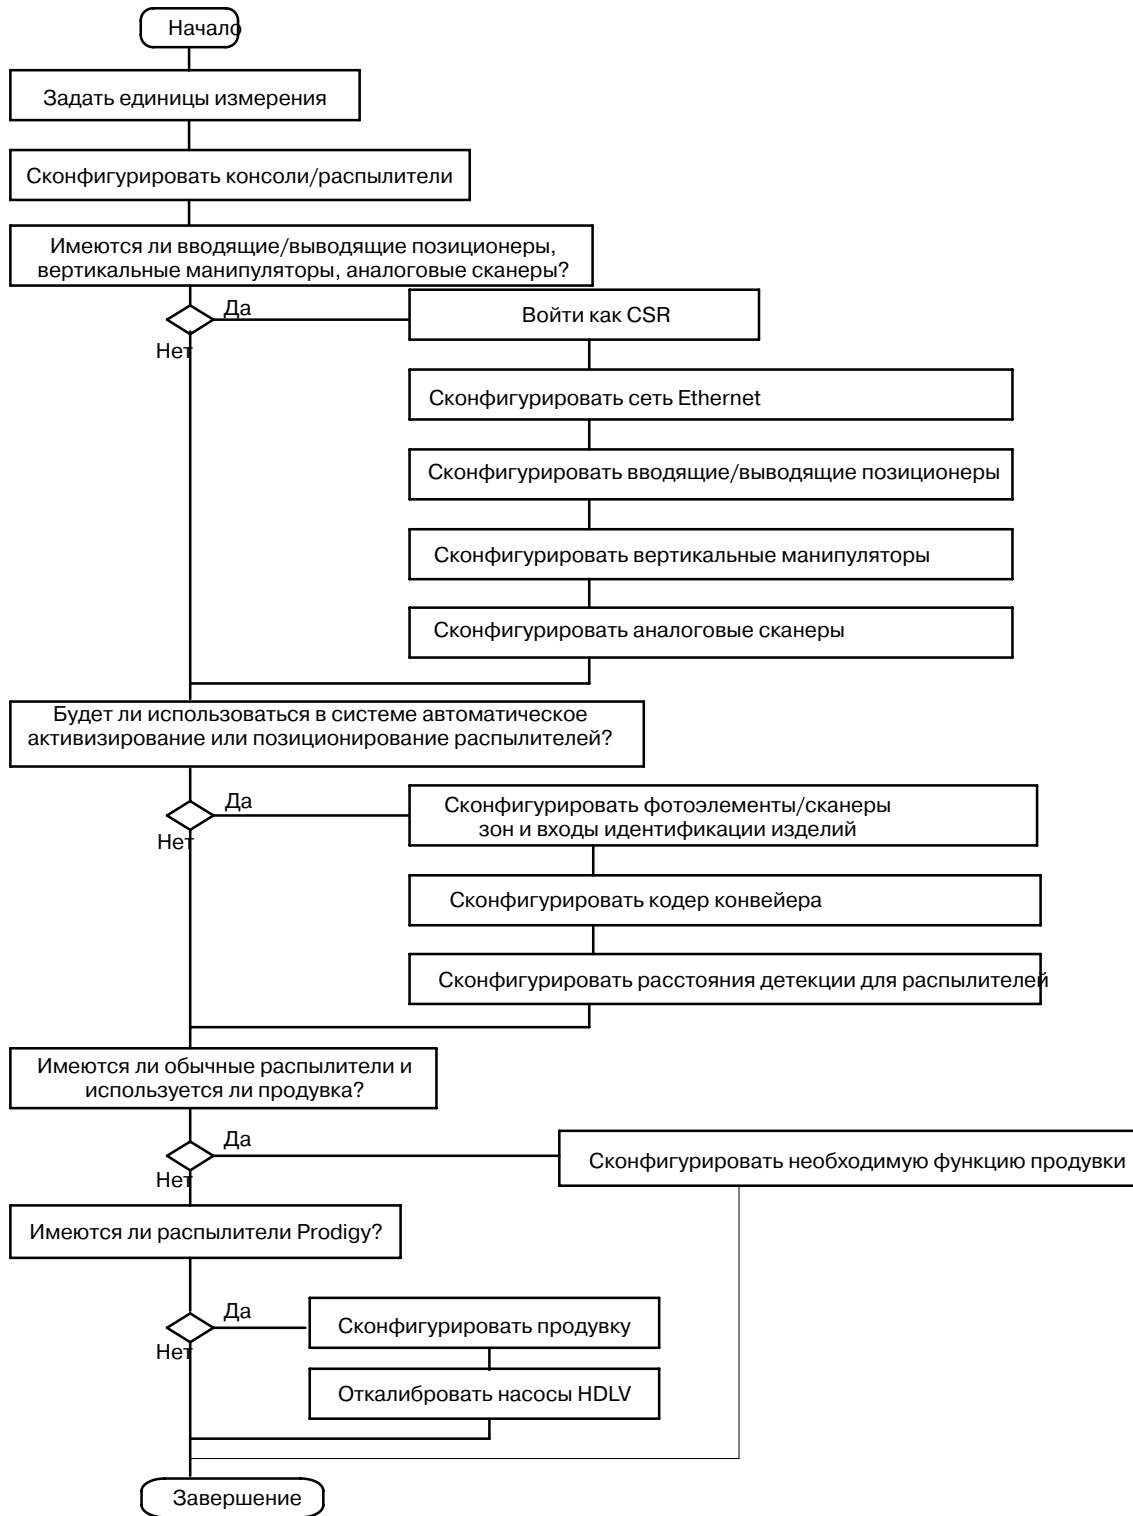 Начало
Задать единицы измерения
Сконфигурировать консоли/распылители
Имеются ли вводящие/выводящие позиционеры,
вертикальные манипуляторы, аналоговые сканеры?
Да
Войти как CSR
Нет
Сконфигурировать сеть Ethernet
Сконфигурировать вводящие/выводящие позиционеры
Сконфигурировать вертикальные манипуляторы
Сконфигурировать аналоговые сканеры
Будет ли использоваться в системе автоматическое
активизирование или позиционирование распылителей?
Да
Сконфигурировать фотоэлементы/сканеры
зон и входы идентификации изделий
Нет
Сконфигурировать кодер конвейера
Сконфигурировать расстояния детекции для распылителей
Имеются ли обычные распылители и
используется ли продувка?
Да
Сконфигурировать необходимую функцию продувки
Нет
Имеются ли распылители Prodigy?
Да
Сконфигурировать продувку
Нет
Откалибровать насосы HDLV
Завершение